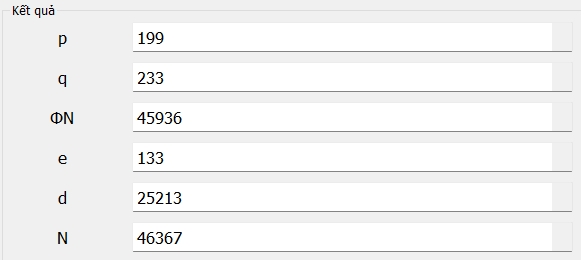 Kết quả
p 199
q 233
ΦN 45936
e 133
d 25213
N 46367